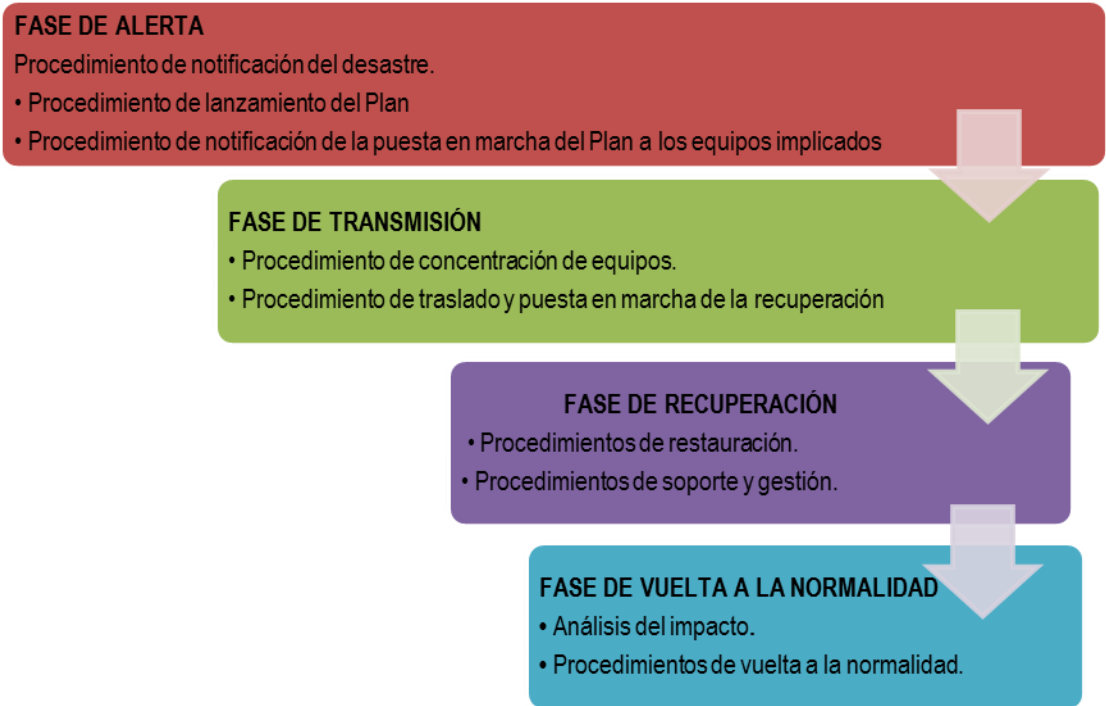 FASE DE ALERTA
Procedimiento de notificación del desastre.
• Procedimiento de lanzamiento del Plan
• Procedimiento de notificación de la puesta en marcha del Plan a los equipos implicados
FASE DE TRANSMISIÓN
• Procedimiento de concentración de equipos.
• Procedimiento de traslado y puesta en marcha de la recuperación
FASE DE RECUPERACIÓN
• Procedimientos de restauración.
• Procedimientos de soporte y gestión.
FASE DE VUELTA A LA NORMALIDAD
• Análisis del impacto.
• Procedimientos de vuelta a la normalidad.